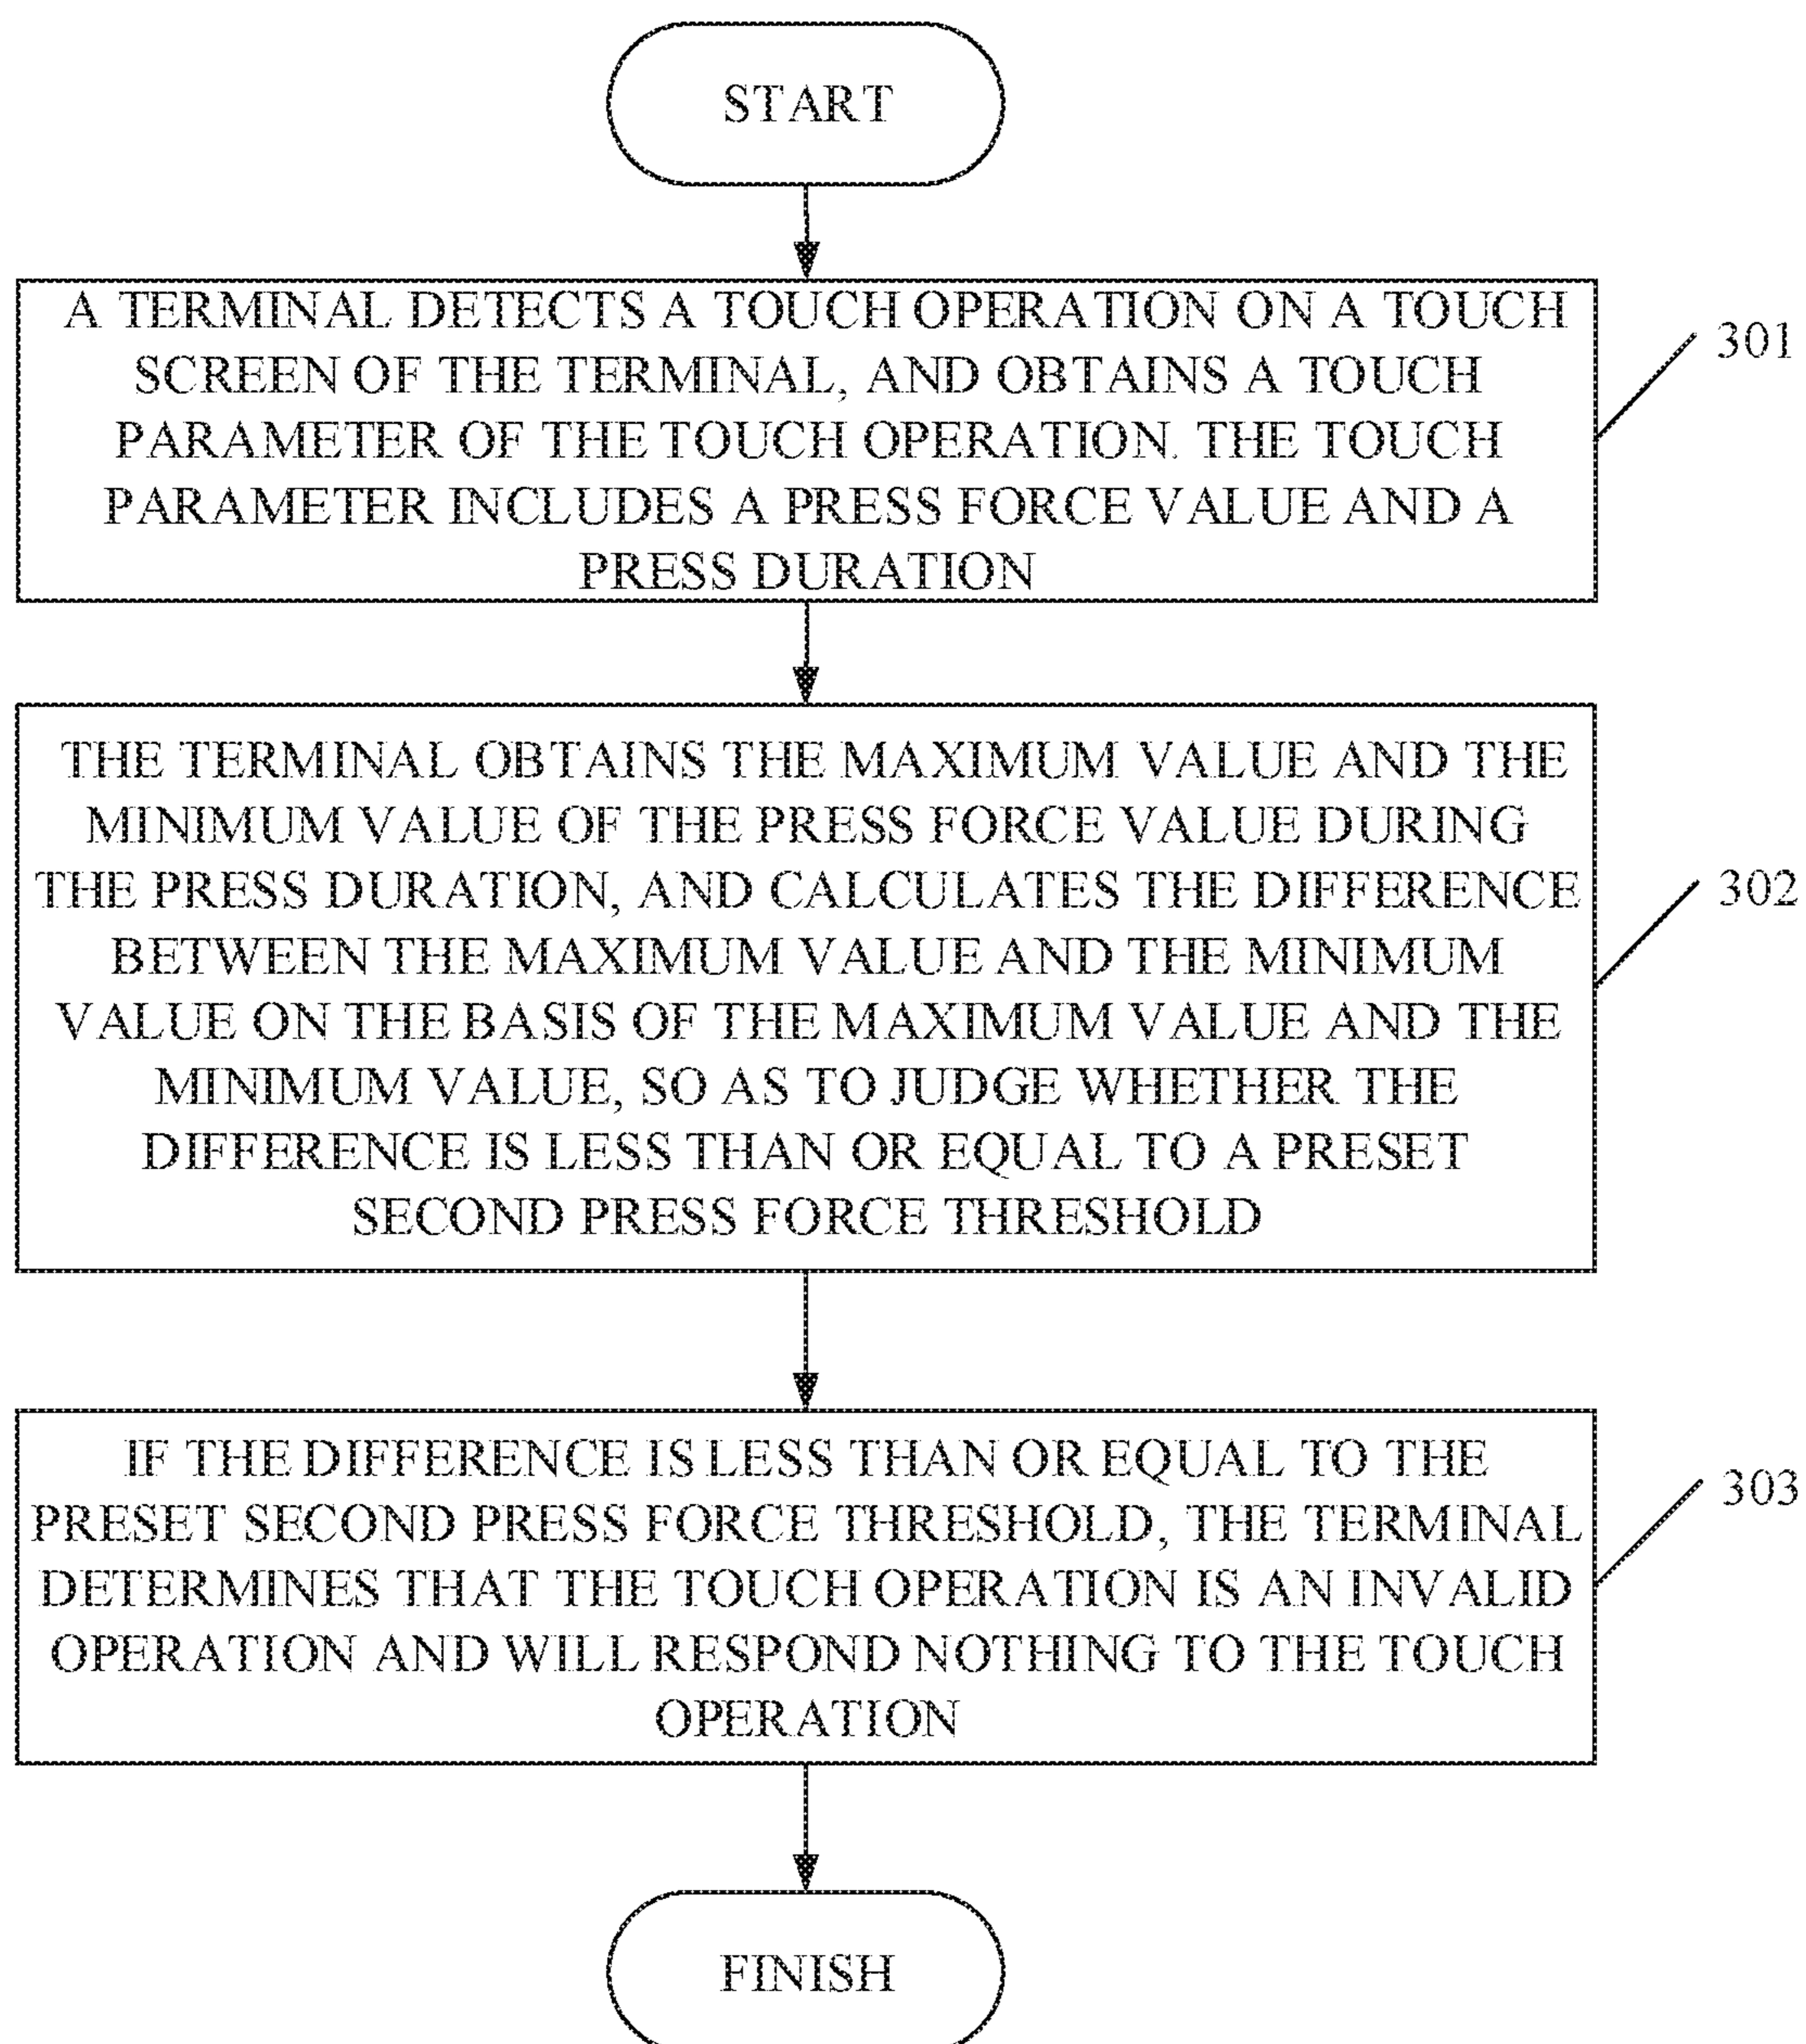 START
A TERMINAL DETECTS A TOUCH OPERATION ON A TOUCH
SCREEN OF THE TERMINAL, AND OBTAINS A TOUCH
PARAMETER OF THE TOUCH OPERATION. THE TOUCH
PARAMETER INCLUDES A PRESS FORCE VALUE AND A
PRESS DURATION
301
THE TERMINAL OBTAINS THE MAXIMUM VALUE AND THE
MINIMUM VALUE OF THE PRESS FORCE VALUE DURING
THE PRESS DURATION, AND CALCULATES THE DIFFERENCE
BETWEEN THE MAXIMUM VALUE AND THE MINIMUM
VALUE ON THE BASIS OF THE MAXIMUM VALUE AND THE
MINIMUM VALUE, SO AS TO JUDGE WHETHER THE
DIFFERENCE IS LESS THAN OR EQUAL TO A PRESET
SECOND PRESS FORCE THRESHOLD
302
IF THE DIFFERENCE IS LESS THAN OR EQUAL TO THE
PRESET SECOND PRESS FORCE THRESHOLD, THE TERMINAL
DETERMINES THAT THE TOUCH OPERATION IS AN INVALID
OPERATION AND WILL RESPOND NOTHING TO THE TOUCH
OPERATION
303
FINISH